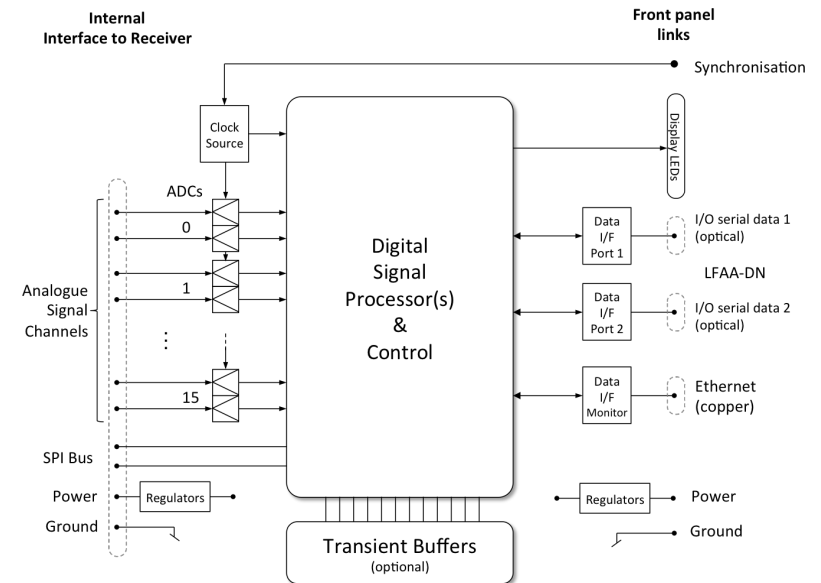 Internal
Interface to Receiver
Front panel
links
Synchronisation
Clock
Source
Display LEDs
ADCs
0
1
15
Analogue
Signal
Channels
Digital
Signal
Processor(s)
&
Control
Data
I/F
Port 1
I/O serial data 1
(optical)
LFAA-DN
Data
I/F
Port 2
I/O serial data 2
(optical)
Data
I/F
Monitor
Ethernet
(copper)
SPI Bus
Power
Regulators
Ground
Regulators
Power
Ground
Transient Buffers
(optional)